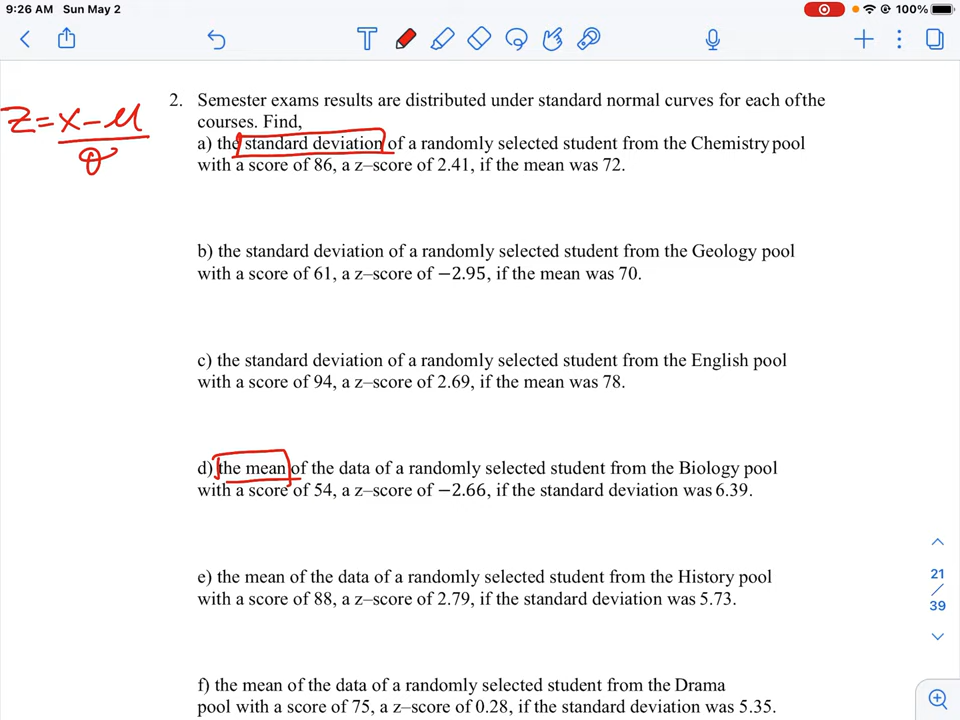 9:26 AM Sun May 2
100%
z = x − μ
σ
2. Semester exams results are distributed under standard normal curves for each of the
courses. Find,
a) the standard deviation of a randomly selected student from the Chemistry pool
with a score of 86, a z–score of 2.41, if the mean was 72.
b) the standard deviation of a randomly selected student from the Geology pool
with a score of 61, a z–score of −2.95, if the mean was 70.
c) the standard deviation of a randomly selected student from the English pool
with a score of 94, a z–score of 2.69, if the mean was 78.
d) the mean of the data of a randomly selected student from the Biology pool
with a score of 54, a z–score of −2.66, if the standard deviation was 6.39.
e) the mean of the data of a randomly selected student from the History pool
with a score of 88, a z–score of 2.79, if the standard deviation was 5.73.
f) the mean of the data of a randomly selected student from the Drama
pool with a score of 75, a z–score of 0.28, if the standard deviation was 5.35.
21
/
39